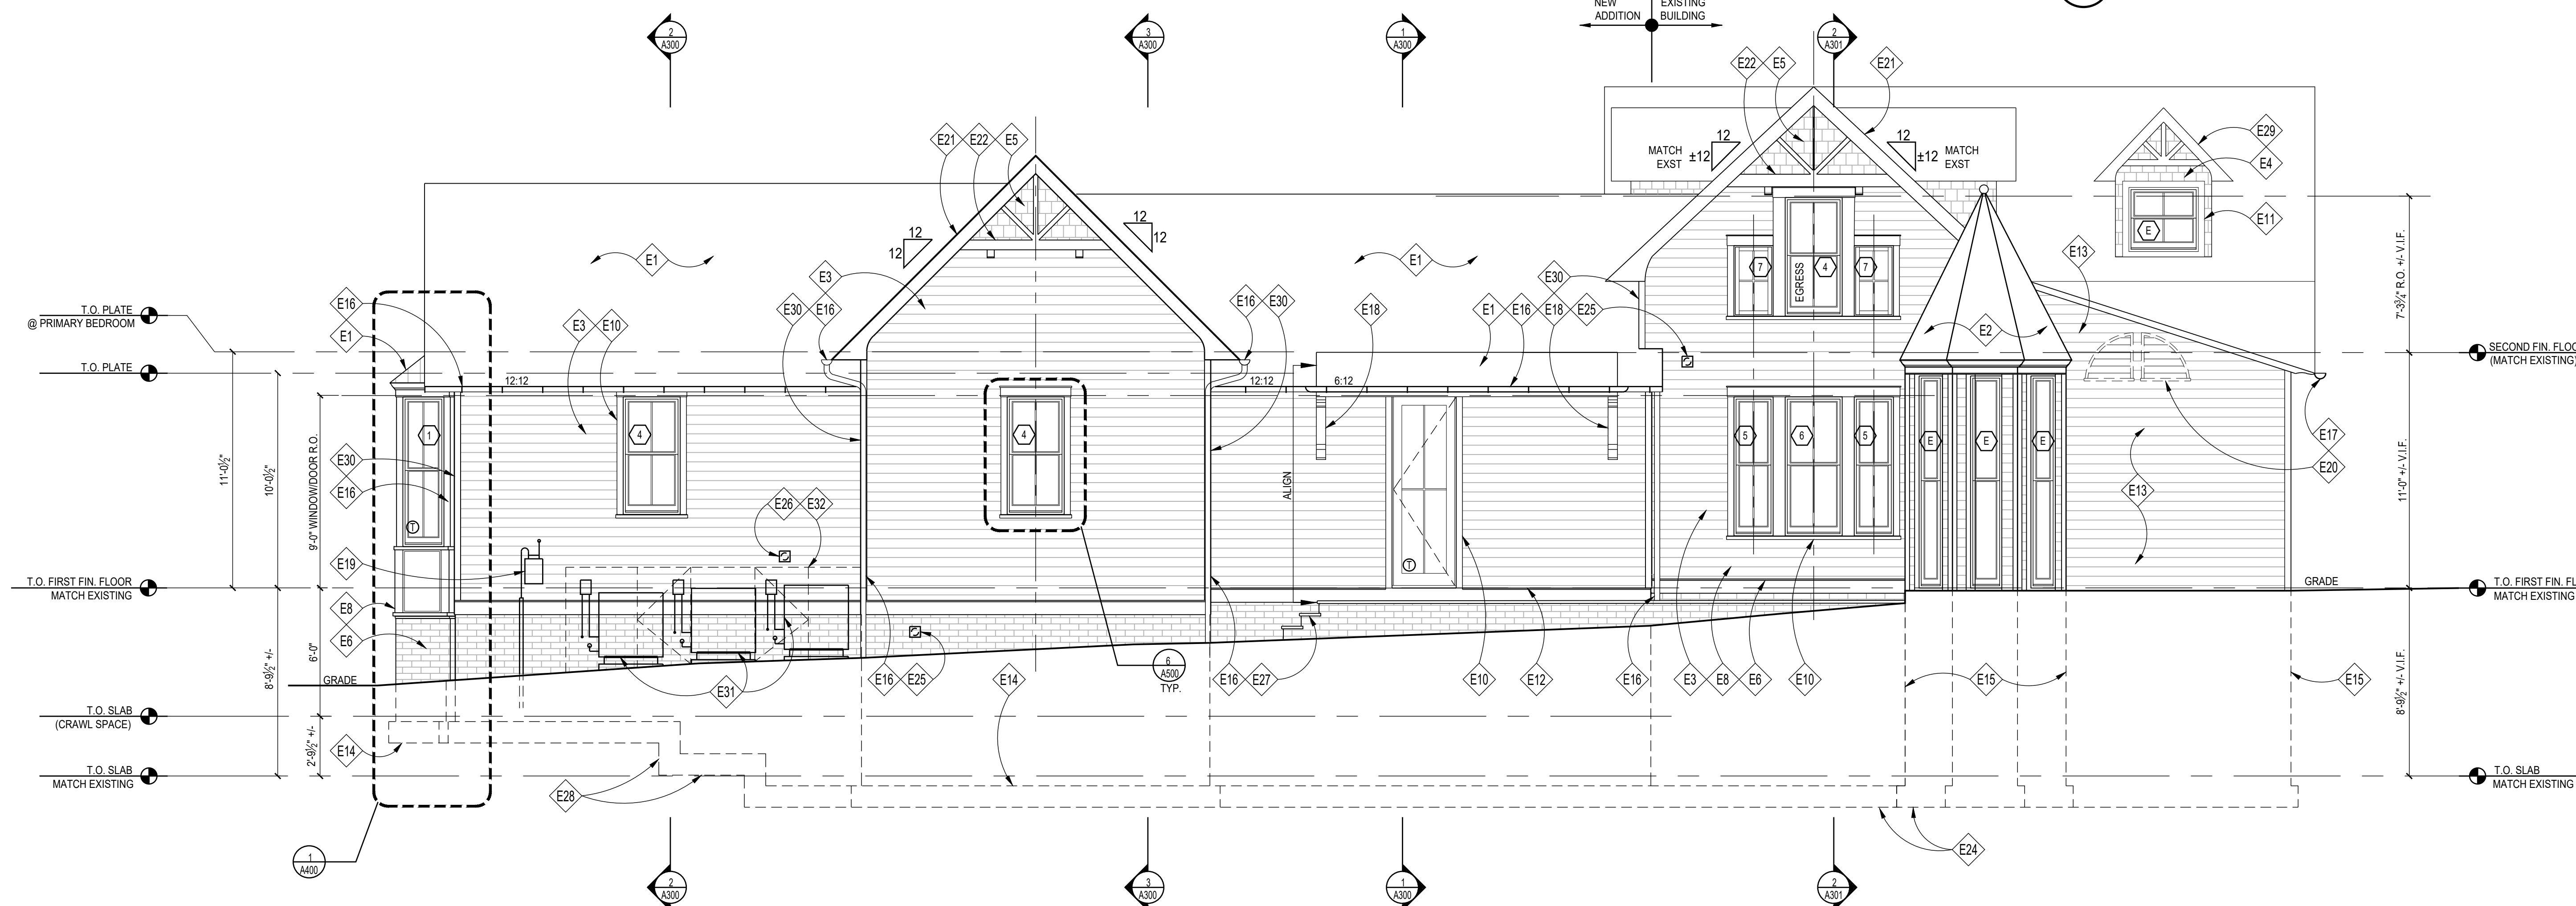 NEW
ADDITION
EXISTING
BUILDING
2
A300
3
A300
1
A300
2
A301
E22
E5
E21
E21
E22
E5
12
MATCH
EXST
±12
12
±12
MATCH
EXST
E29
E4
E11
E
12
12
12
12
E1
E1
E3
E30
E16
E16
E30
E18
E1
E16
E18
E30
E25
7
4
7
EGRESS
E13
E2
7'-3¾" R.O. +/- V.I.F.
T.O. PLATE
@ PRIMARY BEDROOM
T.O. PLATE
E16
E1
E3
E10
12:12
12:12
6:12
SECOND FIN. FLOO
(MATCH EXISTING)
1
4
4
5
6
5
E
E
E
E17
E20
E13
11'-0½"
10'-0½"
9'-0" WINDOW/DOOR R.O.
ALIGN
11'-0" +/- V.I.F.
E30
E16
T
E26
E32
E19
T
T.O. FIRST FIN. FLOOR
MATCH EXISTING
GRADE
T.O. FIRST FIN. FL
MATCH EXISTING
E8
E6
8'-9½" +/-
6'-0"
2'-9½" +/-
8'-9½" +/- V.I.F.
GRADE
E31
E16
E25
E14
6
A500
TYP.
E16
E27
E10
E12
E16
E3
E8
E6
E10
E15
E15
T.O. SLAB
(CRAWL SPACE)
E14
T.O. SLAB
MATCH EXISTING
T.O. SLAB
MATCH EXISTING
E28
E24
1
A400
2
A300
3
A300
1
A300
2
A301